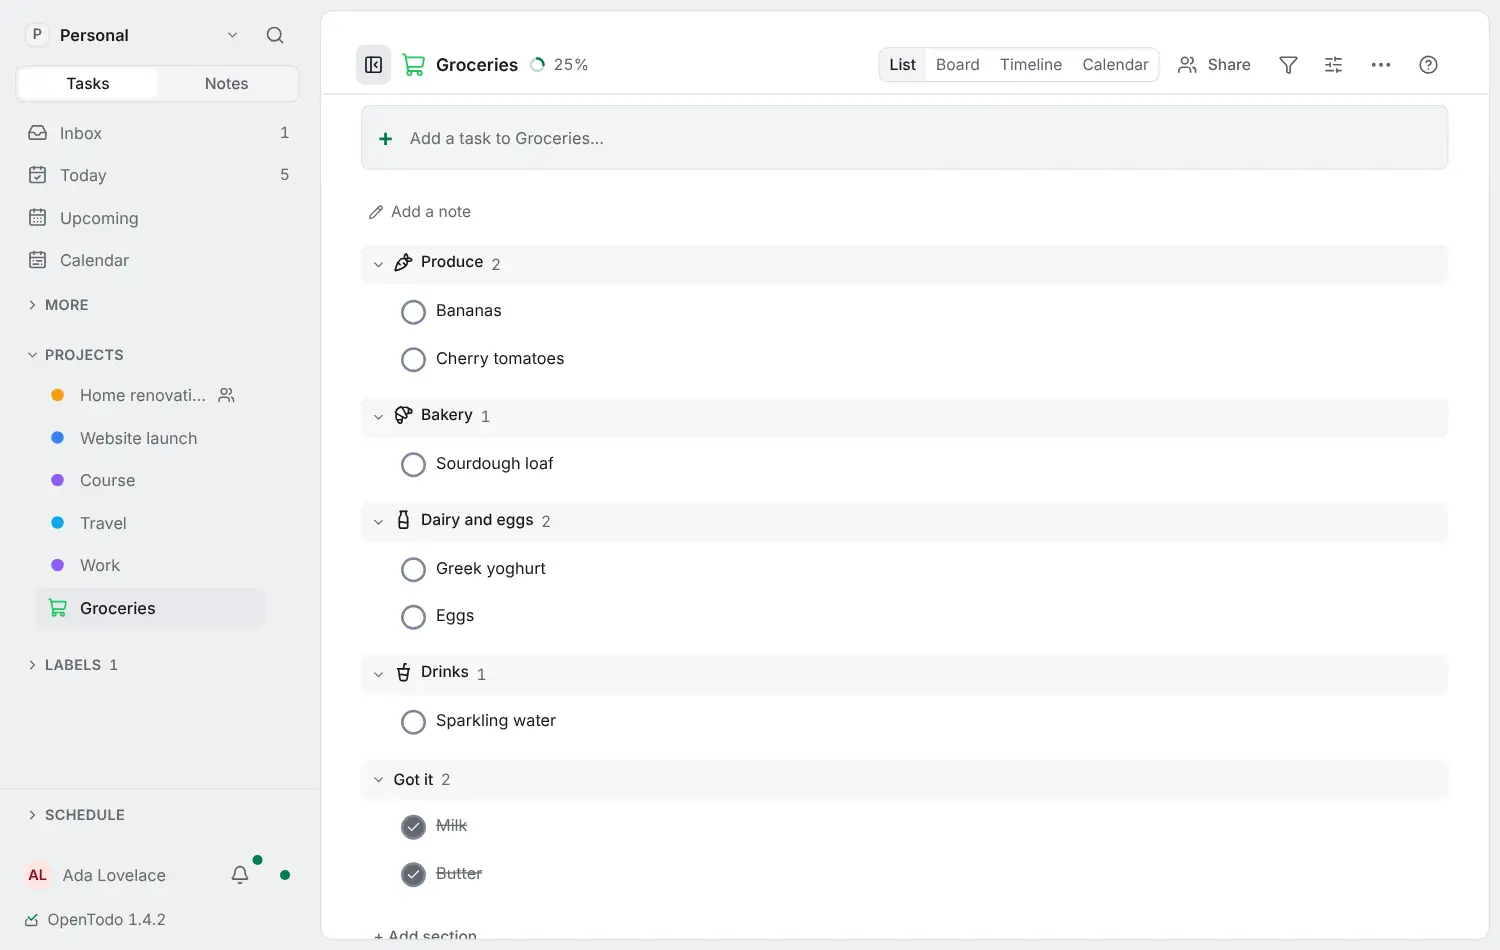 P Personal
Tasks Notes
Inbox 1
Today 5
Upcoming
Calendar
MORE
PROJECTS
Home renovati...
Website launch
Course
Travel
Work
Groceries
LABELS 1
SCHEDULE
AL Ada Lovelace
OpenTodo 1.4.2
Groceries 25%
List Board Timeline Calendar Share
+ Add a task to Groceries...
Add a note
Produce 2
Bananas
Cherry tomatoes
Bakery 1
Sourdough loaf
Dairy and eggs 2
Greek yoghurt
Eggs
Drinks 1
Sparkling water
Got it 2
Milk
Butter
+ Add section